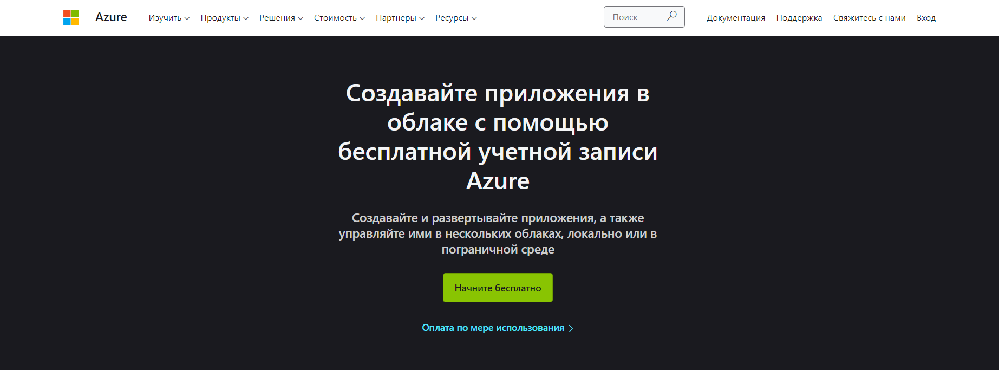 Azure Изучить Продукты Решения Стоимость Партнеры Ресурсы Поиск Документация Поддержка Свяжитесь с нами Вход
Создавайте приложения в
облаке с помощью
бесплатной учетной записи
Azure
Создавайте и развертывайте приложения, а также
управляйте ими в нескольких облаках, локально или в
пограничной среде
Начните бесплатно
Оплата по мере использования